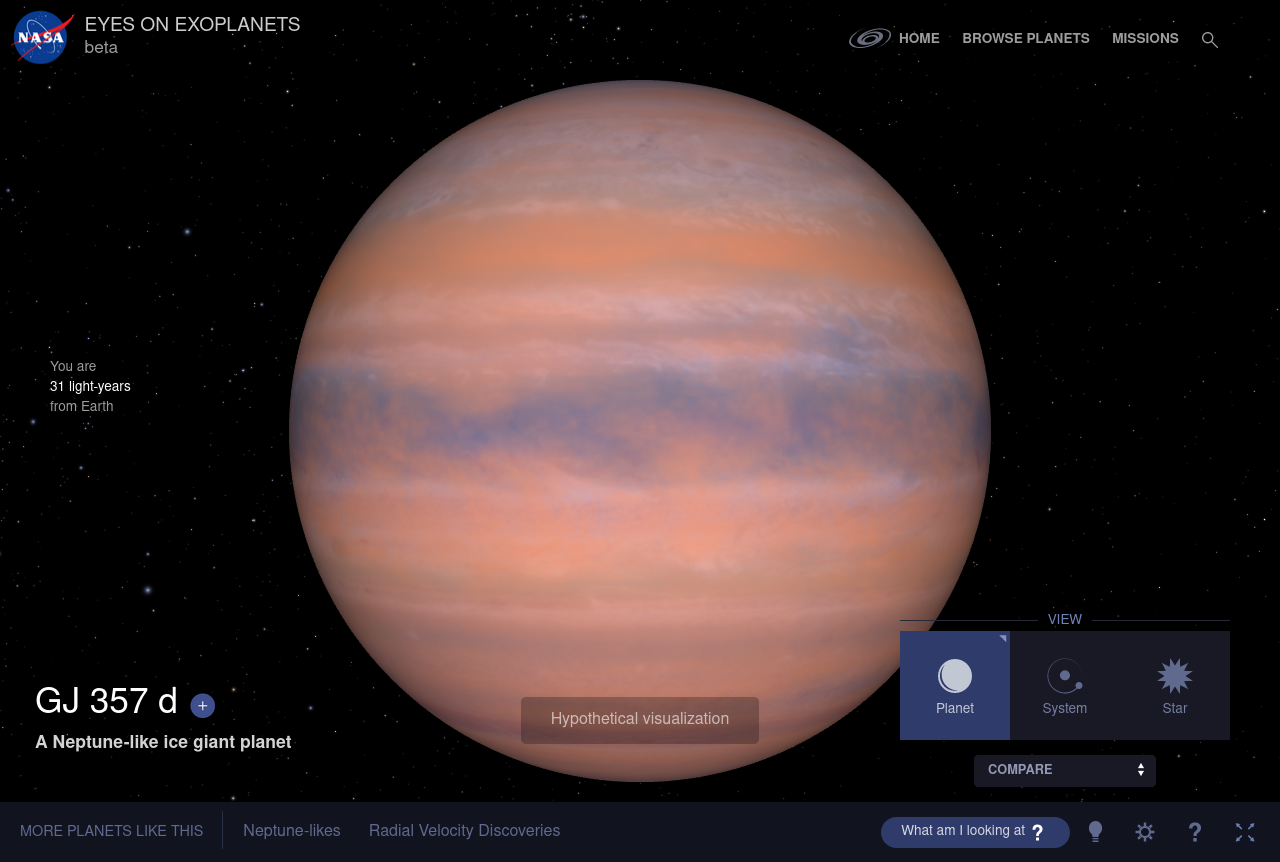 NASA
EYES ON EXOPLANETS
beta
HOME
BROWSE PLANETS
MISSIONS
You are
31 light-years
from Earth
VIEW
Planet
System
Star
GJ 357 d +
A Neptune-like ice giant planet
Hypothetical visualization
COMPARE
MORE PLANETS LIKE THIS
Neptune-likes
Radial Velocity Discoveries
What am I looking at ?
?